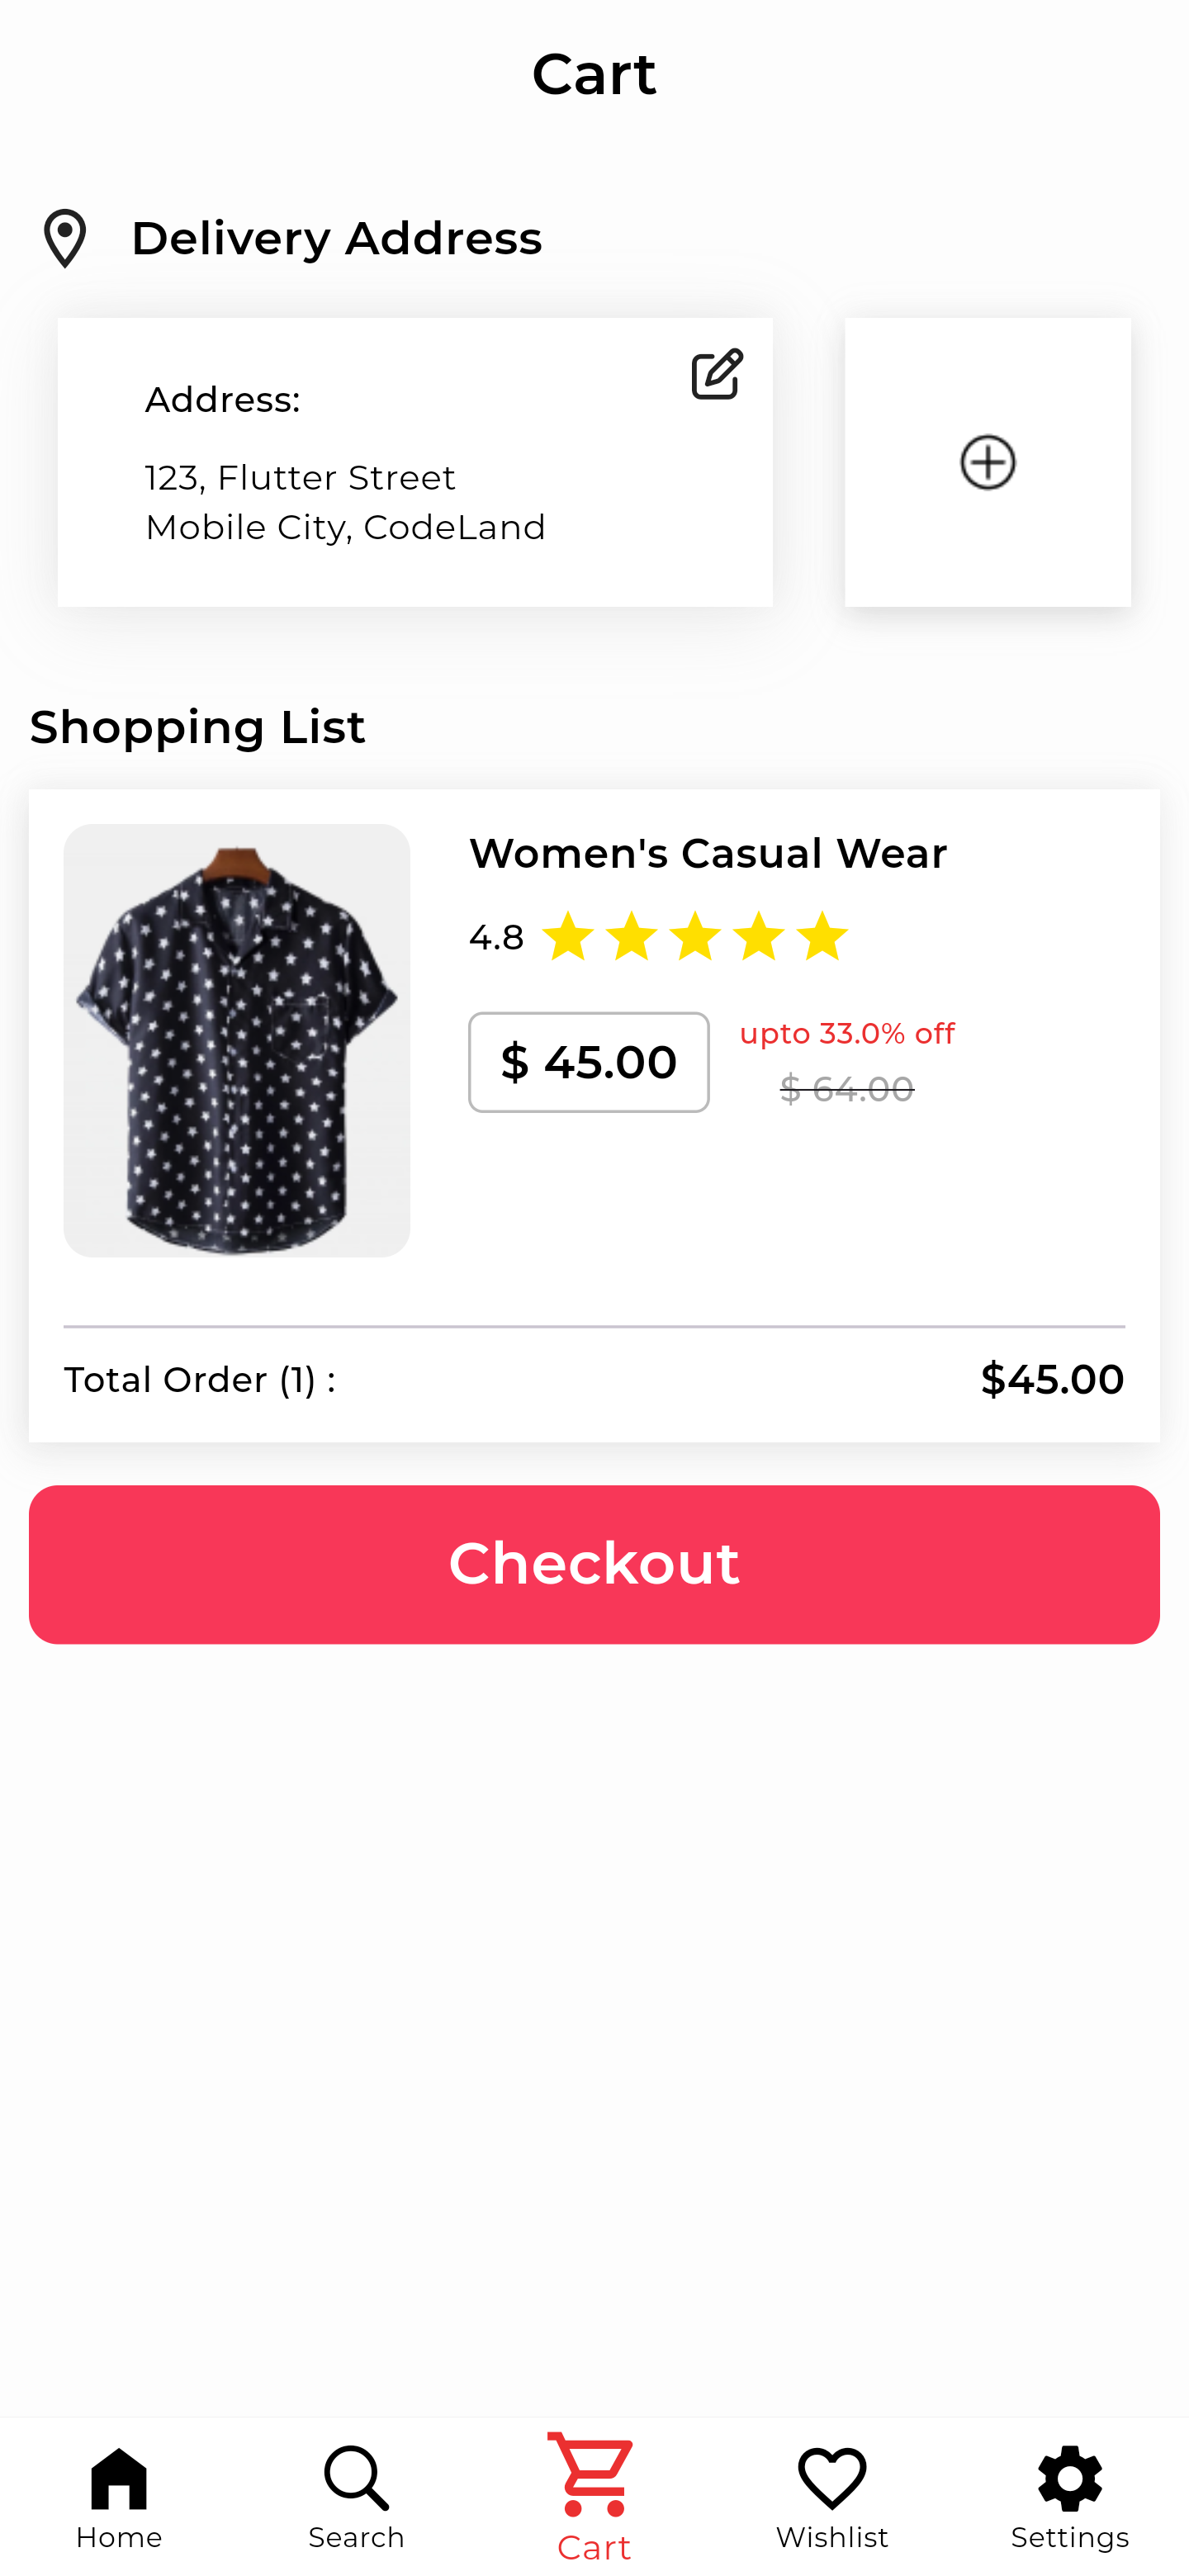 Cart
Delivery Address
Address:
123, Flutter Street
Mobile City, CodeLand
Shopping List
Women's Casual Wear
4.8
$ 45.00
upto 33.0% off
$ 64.00
Total Order (1) :
$45.00
Checkout
Home
Search
Cart
Wishlist
Settings